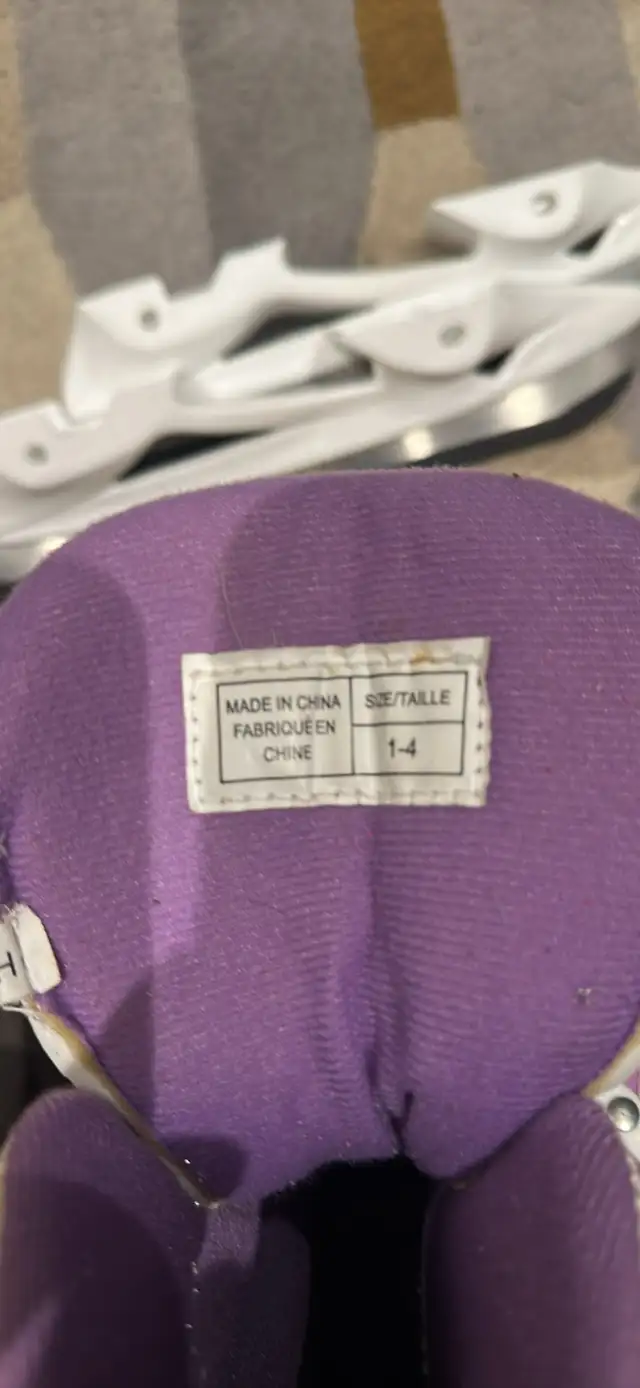 MADE IN CHINA
FABRIQUÉ EN
CHINE
SIZE/TAILLE
1-4
T